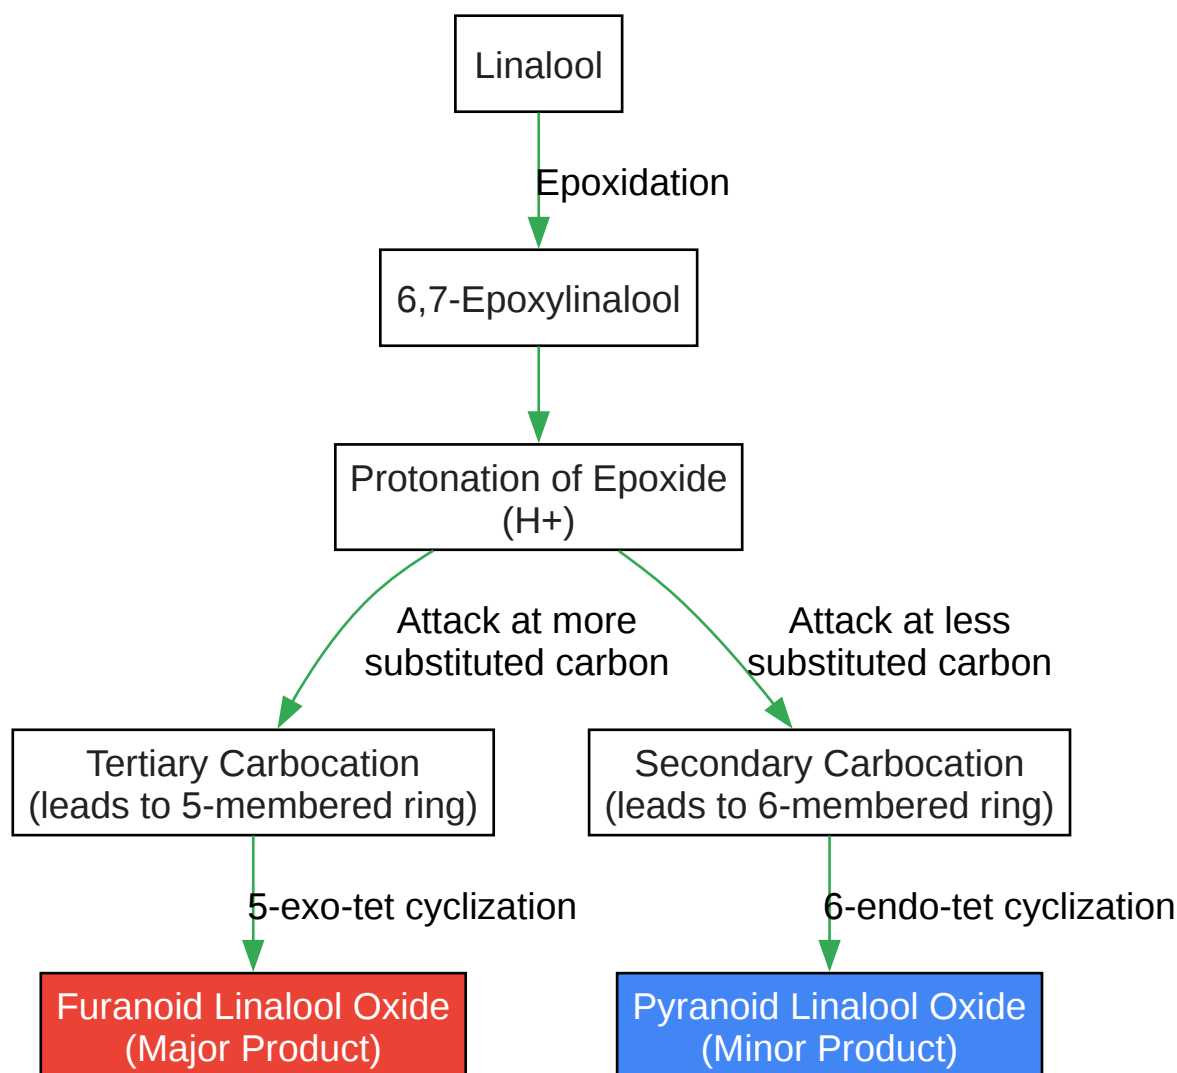 Linalool
Epoxidation
6,7-Epoxylinalool
Protonation of Epoxide
(H+)
Attack at more
substituted carbon
Attack at less
substituted carbon
Tertiary Carbocation
(leads to 5-membered ring)
Secondary Carbocation
(leads to 6-membered ring)
5-exo-tet cyclization
6-endo-tet cyclization
Furanoid Linalool Oxide
(Major Product)
Pyranoid Linalool Oxide
(Minor Product)